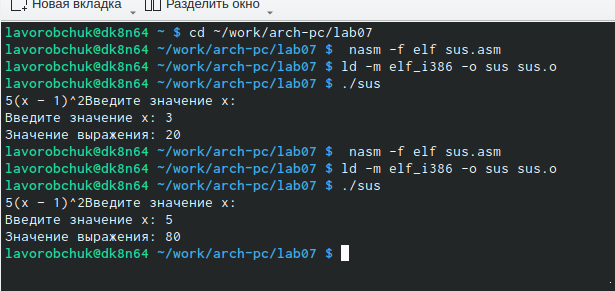 Новая вкладка Разделить окно
lavorobchuk@dk8n64 ~ $ cd ~/work/arch-pc/lab07
lavorobchuk@dk8n64 ~/work/arch-pc/lab07 $  nasm -f elf sus.asm
lavorobchuk@dk8n64 ~/work/arch-pc/lab07 $ ld -m elf_i386 -o sus sus.o
lavorobchuk@dk8n64 ~/work/arch-pc/lab07 $ ./sus
5(x - 1)^2Введите значение x:
Введите значение x: 3
Значение выражения: 20
lavorobchuk@dk8n64 ~/work/arch-pc/lab07 $  nasm -f elf sus.asm
lavorobchuk@dk8n64 ~/work/arch-pc/lab07 $ ld -m elf_i386 -o sus sus.o
lavorobchuk@dk8n64 ~/work/arch-pc/lab07 $ ./sus
5(x - 1)^2Введите значение x:
Введите значение x: 5
Значение выражения: 80
lavorobchuk@dk8n64 ~/work/arch-pc/lab07 $